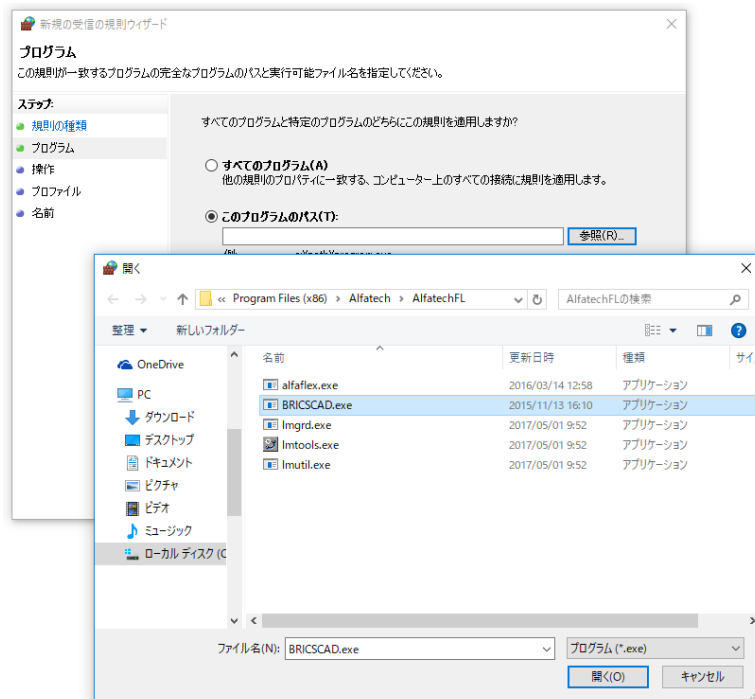 新規の受信の規則ウィザード
プログラム
この規則が一致するプログラムの完全なプログラムのパスと実行可能ファイル名を指定してください。
ステップ:
規則の種類
プログラム
操作
プロファイル
名前
すべてのプログラムと特定のプログラムのどちらにこの規則を適用しますか?
すべてのプログラム(A)
他の規則のプロパティに一致する、コンピューター上のすべての接続に規則を適用します。
このプログラムのパス(T):
参照(R)...
開く
« Program Files (x86) › Alfatech › AlfatechFL
AlfatechFLの検索
整理
新しいフォルダー
OneDrive
PC
ダウンロード
デスクトップ
ドキュメント
ピクチャ
ビデオ
ミュージック
ローカル ディスク (C
名前 更新日時 種類 サイ
alfaflex.exe 2016/03/14 12:58 アプリケーション
BRICSCAD.exe 2015/11/13 16:10 アプリケーション
lmgrd.exe 2017/05/01 9:52 アプリケーション
lmtools.exe 2017/05/01 9:52 アプリケーション
lmutil.exe 2017/05/01 9:52 アプリケーション
ファイル名(N): BRICSCAD.exe
プログラム (*.exe)
開く(O)
キャンセル